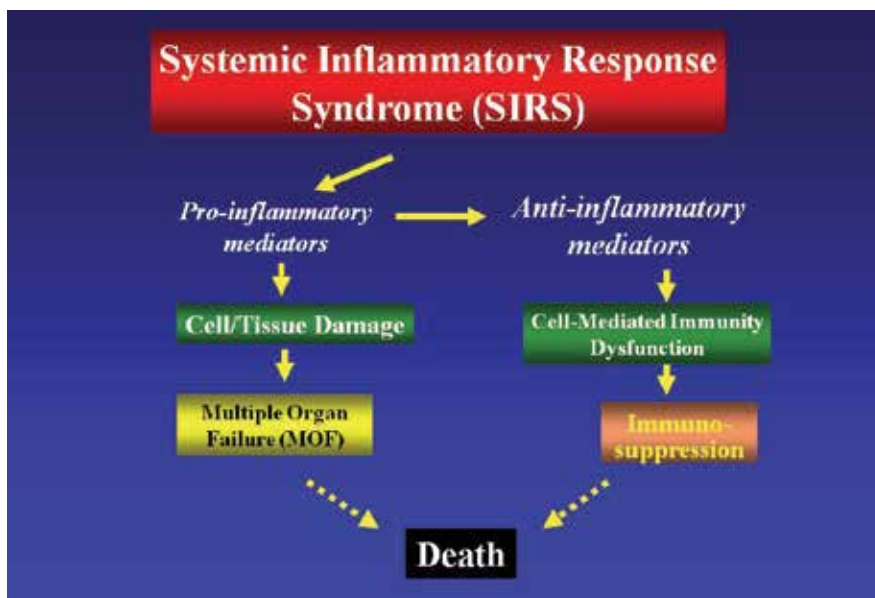 Systemic Inflammatory Response
Syndrome (SIRS)
Pro-inflammatory
mediators
Anti-inflammatory
mediators
Cell/Tissue Damage
Cell-Mediated Immunity
Dysfunction
Multiple Organ
Failure (MOF)
Immuno-
suppression
Death